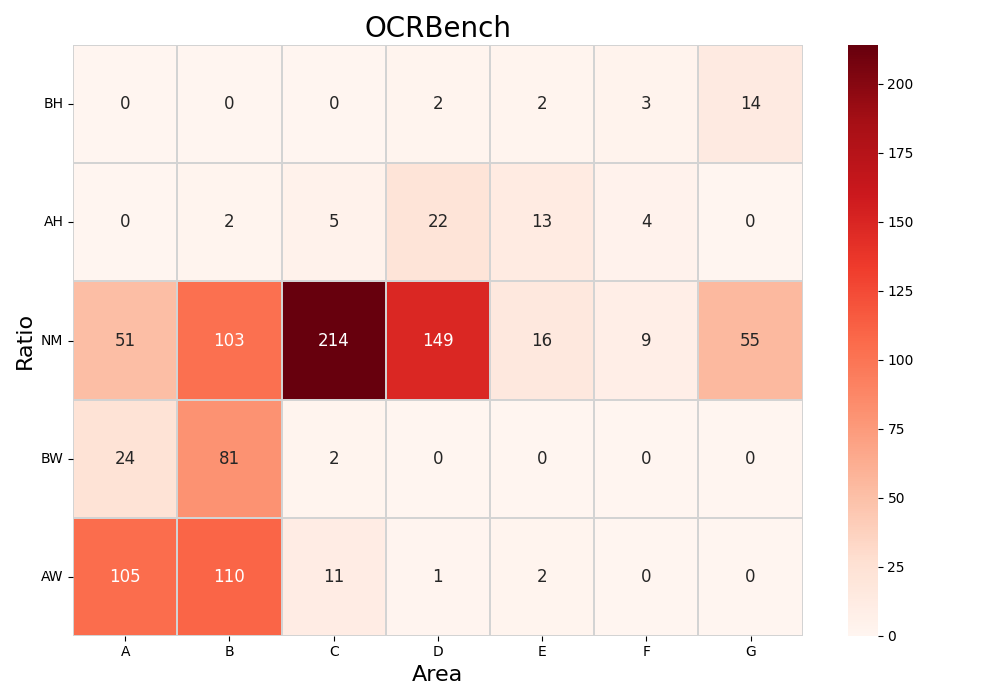 OCRBench
BH 0 0 0 2 2 3 14
AH 0 2 5 22 13 4 0
NM 51 103 214 149 16 9 55
BW 24 81 2 0 0 0 0
AW 105 110 11 1 2 0 0
A B C D E F G
Area
Ratio
200
175
150
125
100
75
50
25
0